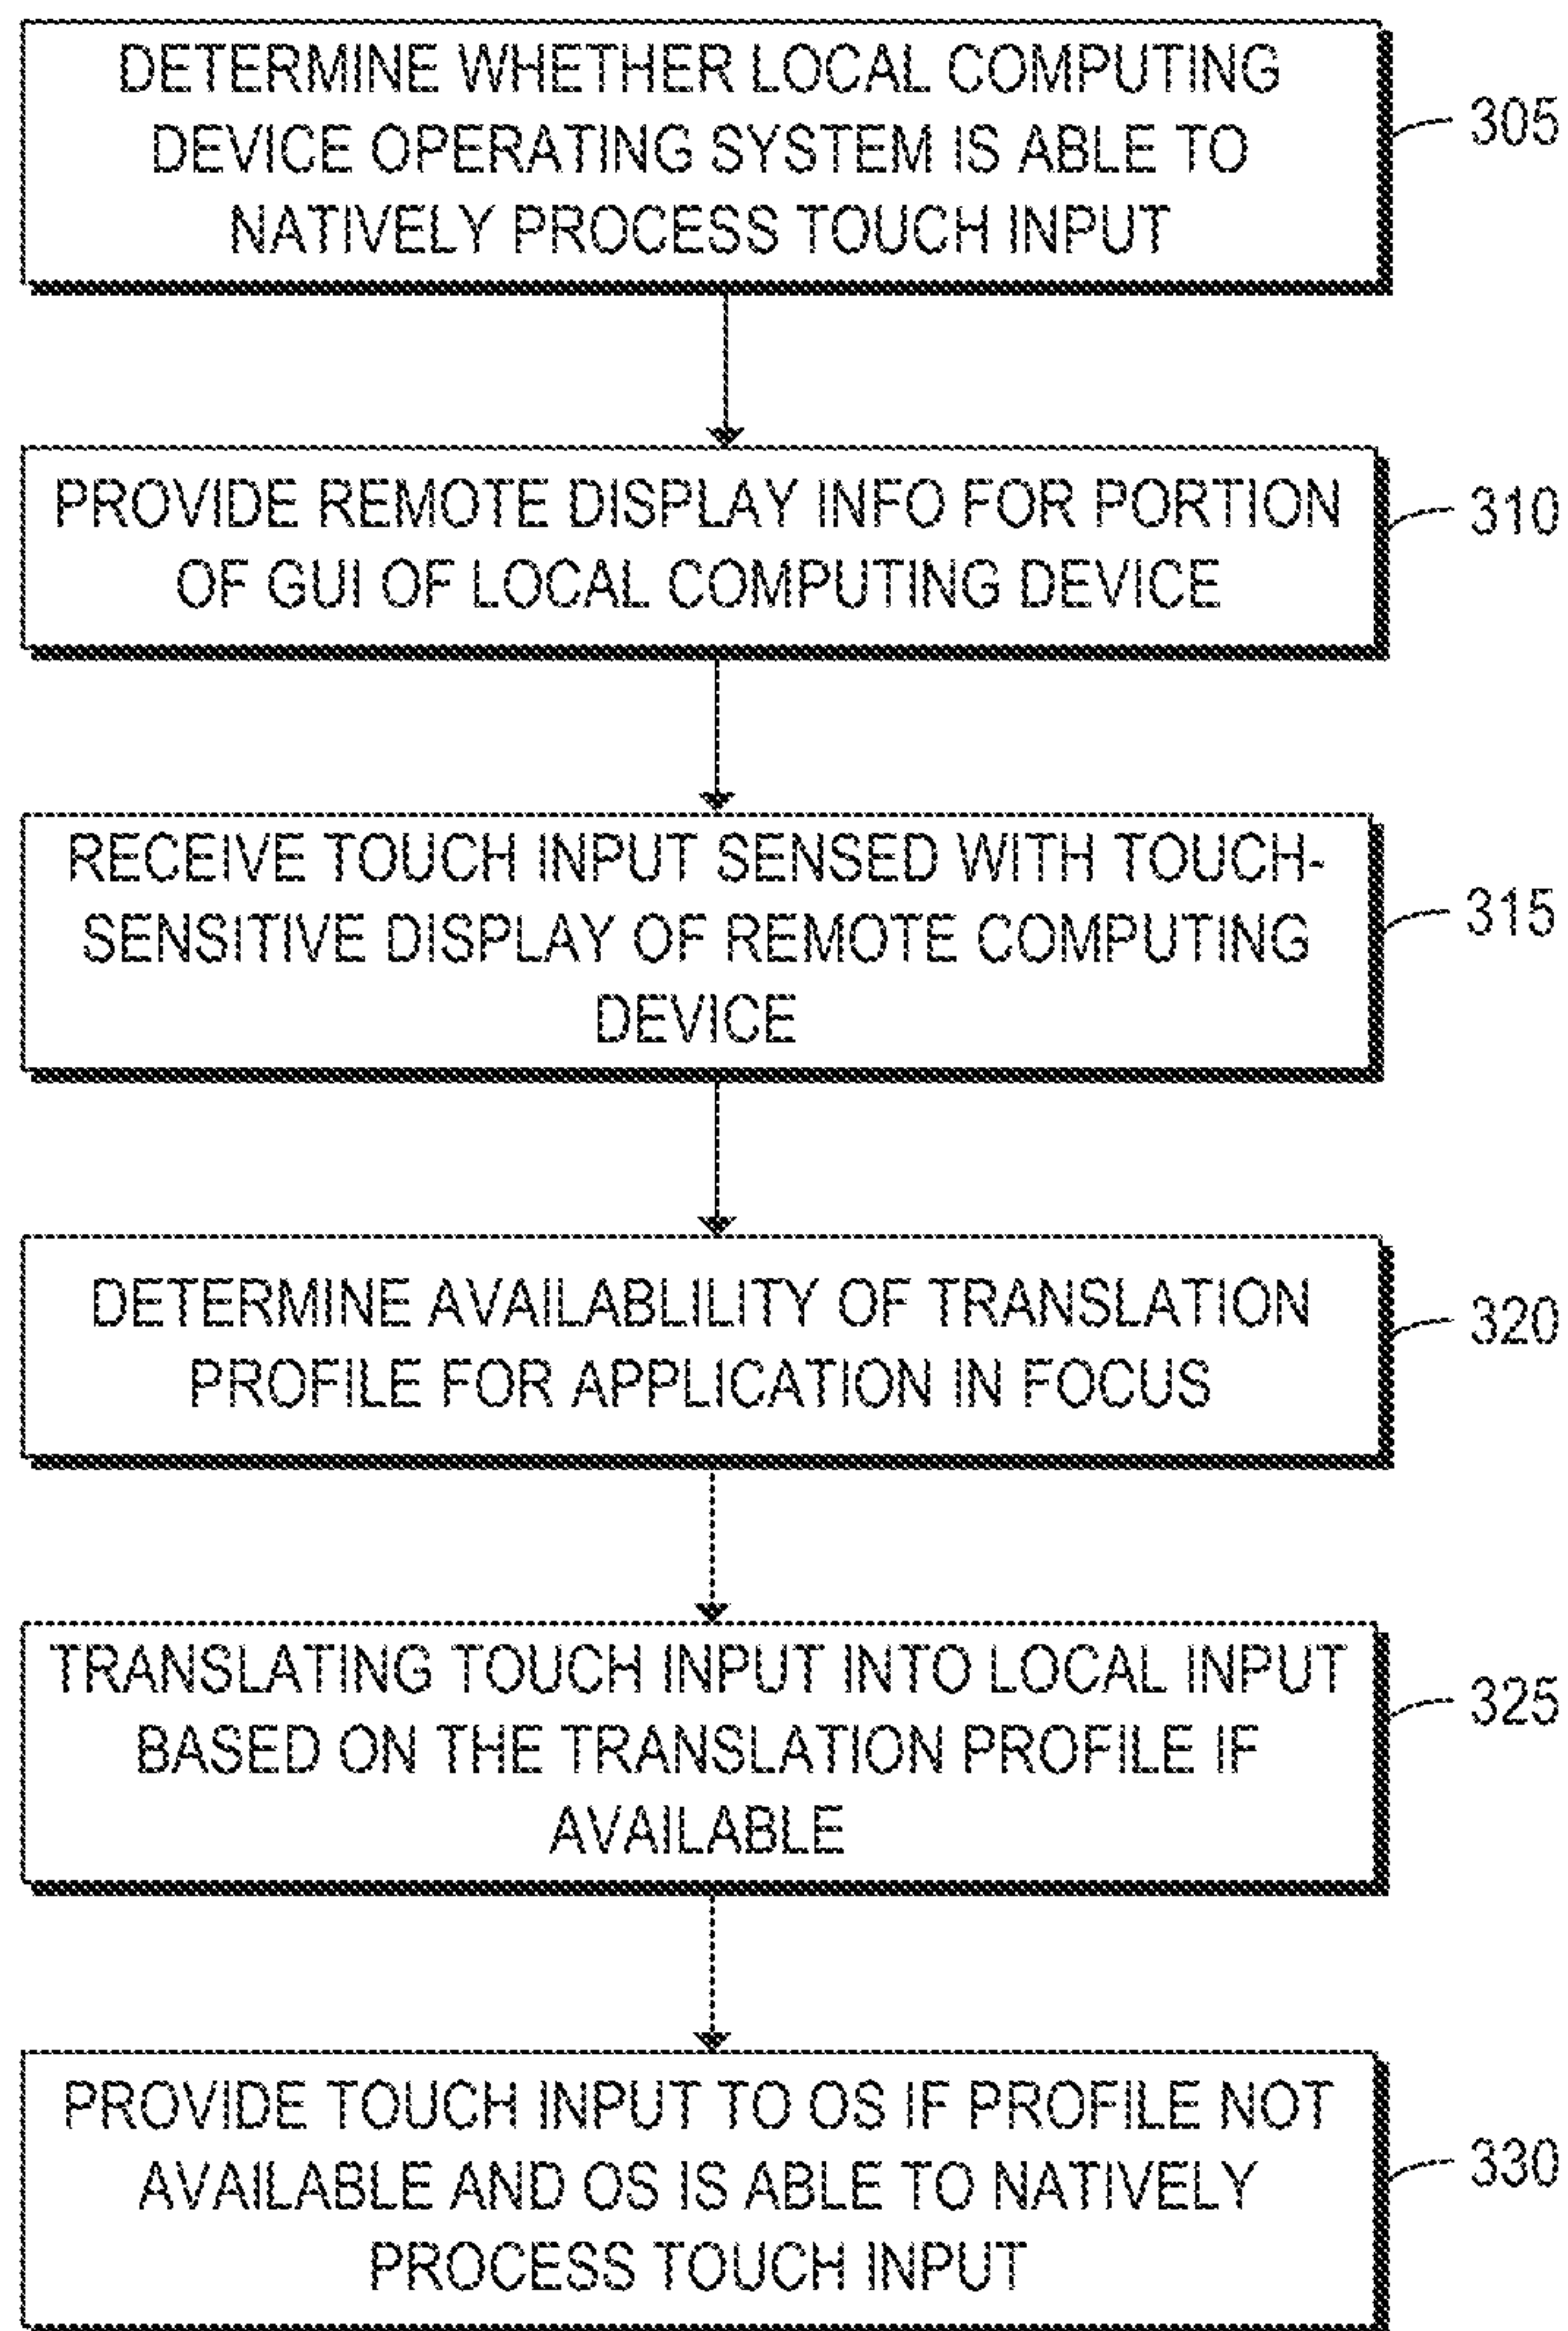 DETERMINE WHETHER LOCAL COMPUTING
DEVICE OPERATING SYSTEM IS ABLE TO
NATIVELY PROCESS TOUCH INPUT
305
PROVIDE REMOTE DISPLAY INFO FOR PORTION
OF GUI OF LOCAL COMPUTING DEVICE
310
RECEIVE TOUCH INPUT SENSED WITH TOUCH-
SENSITIVE DISPLAY OF REMOTE COMPUTING
DEVICE
315
DETERMINE AVAILABLILITY OF TRANSLATION
PROFILE FOR APPLICATION IN FOCUS
320
TRANSLATING TOUCH INPUT INTO LOCAL INPUT
BASED ON THE TRANSLATION PROFILE IF
AVAILABLE
325
PROVIDE TOUCH INPUT TO OS IF PROFILE NOT
AVAILABLE AND OS IS ABLE TO NATIVELY
PROCESS TOUCH INPUT
330